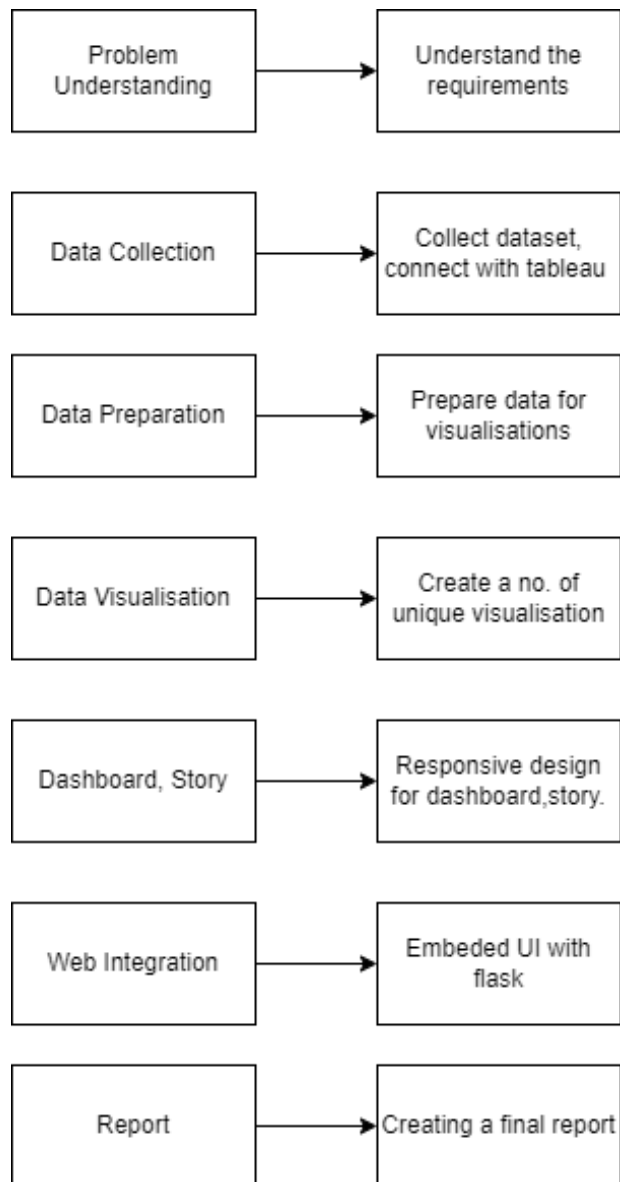 Problem
Understanding
Understand the
requirements
Data Collection
Collect dataset,
connect with tableau
Data Preparation
Prepare data for
visualisations
Data Visualisation
Create a no. of
unique visualisation
Dashboard, Story
Responsive design
for dashboard,story.
Web Integration
Embeded UI with
flask
Report
Creating a final report